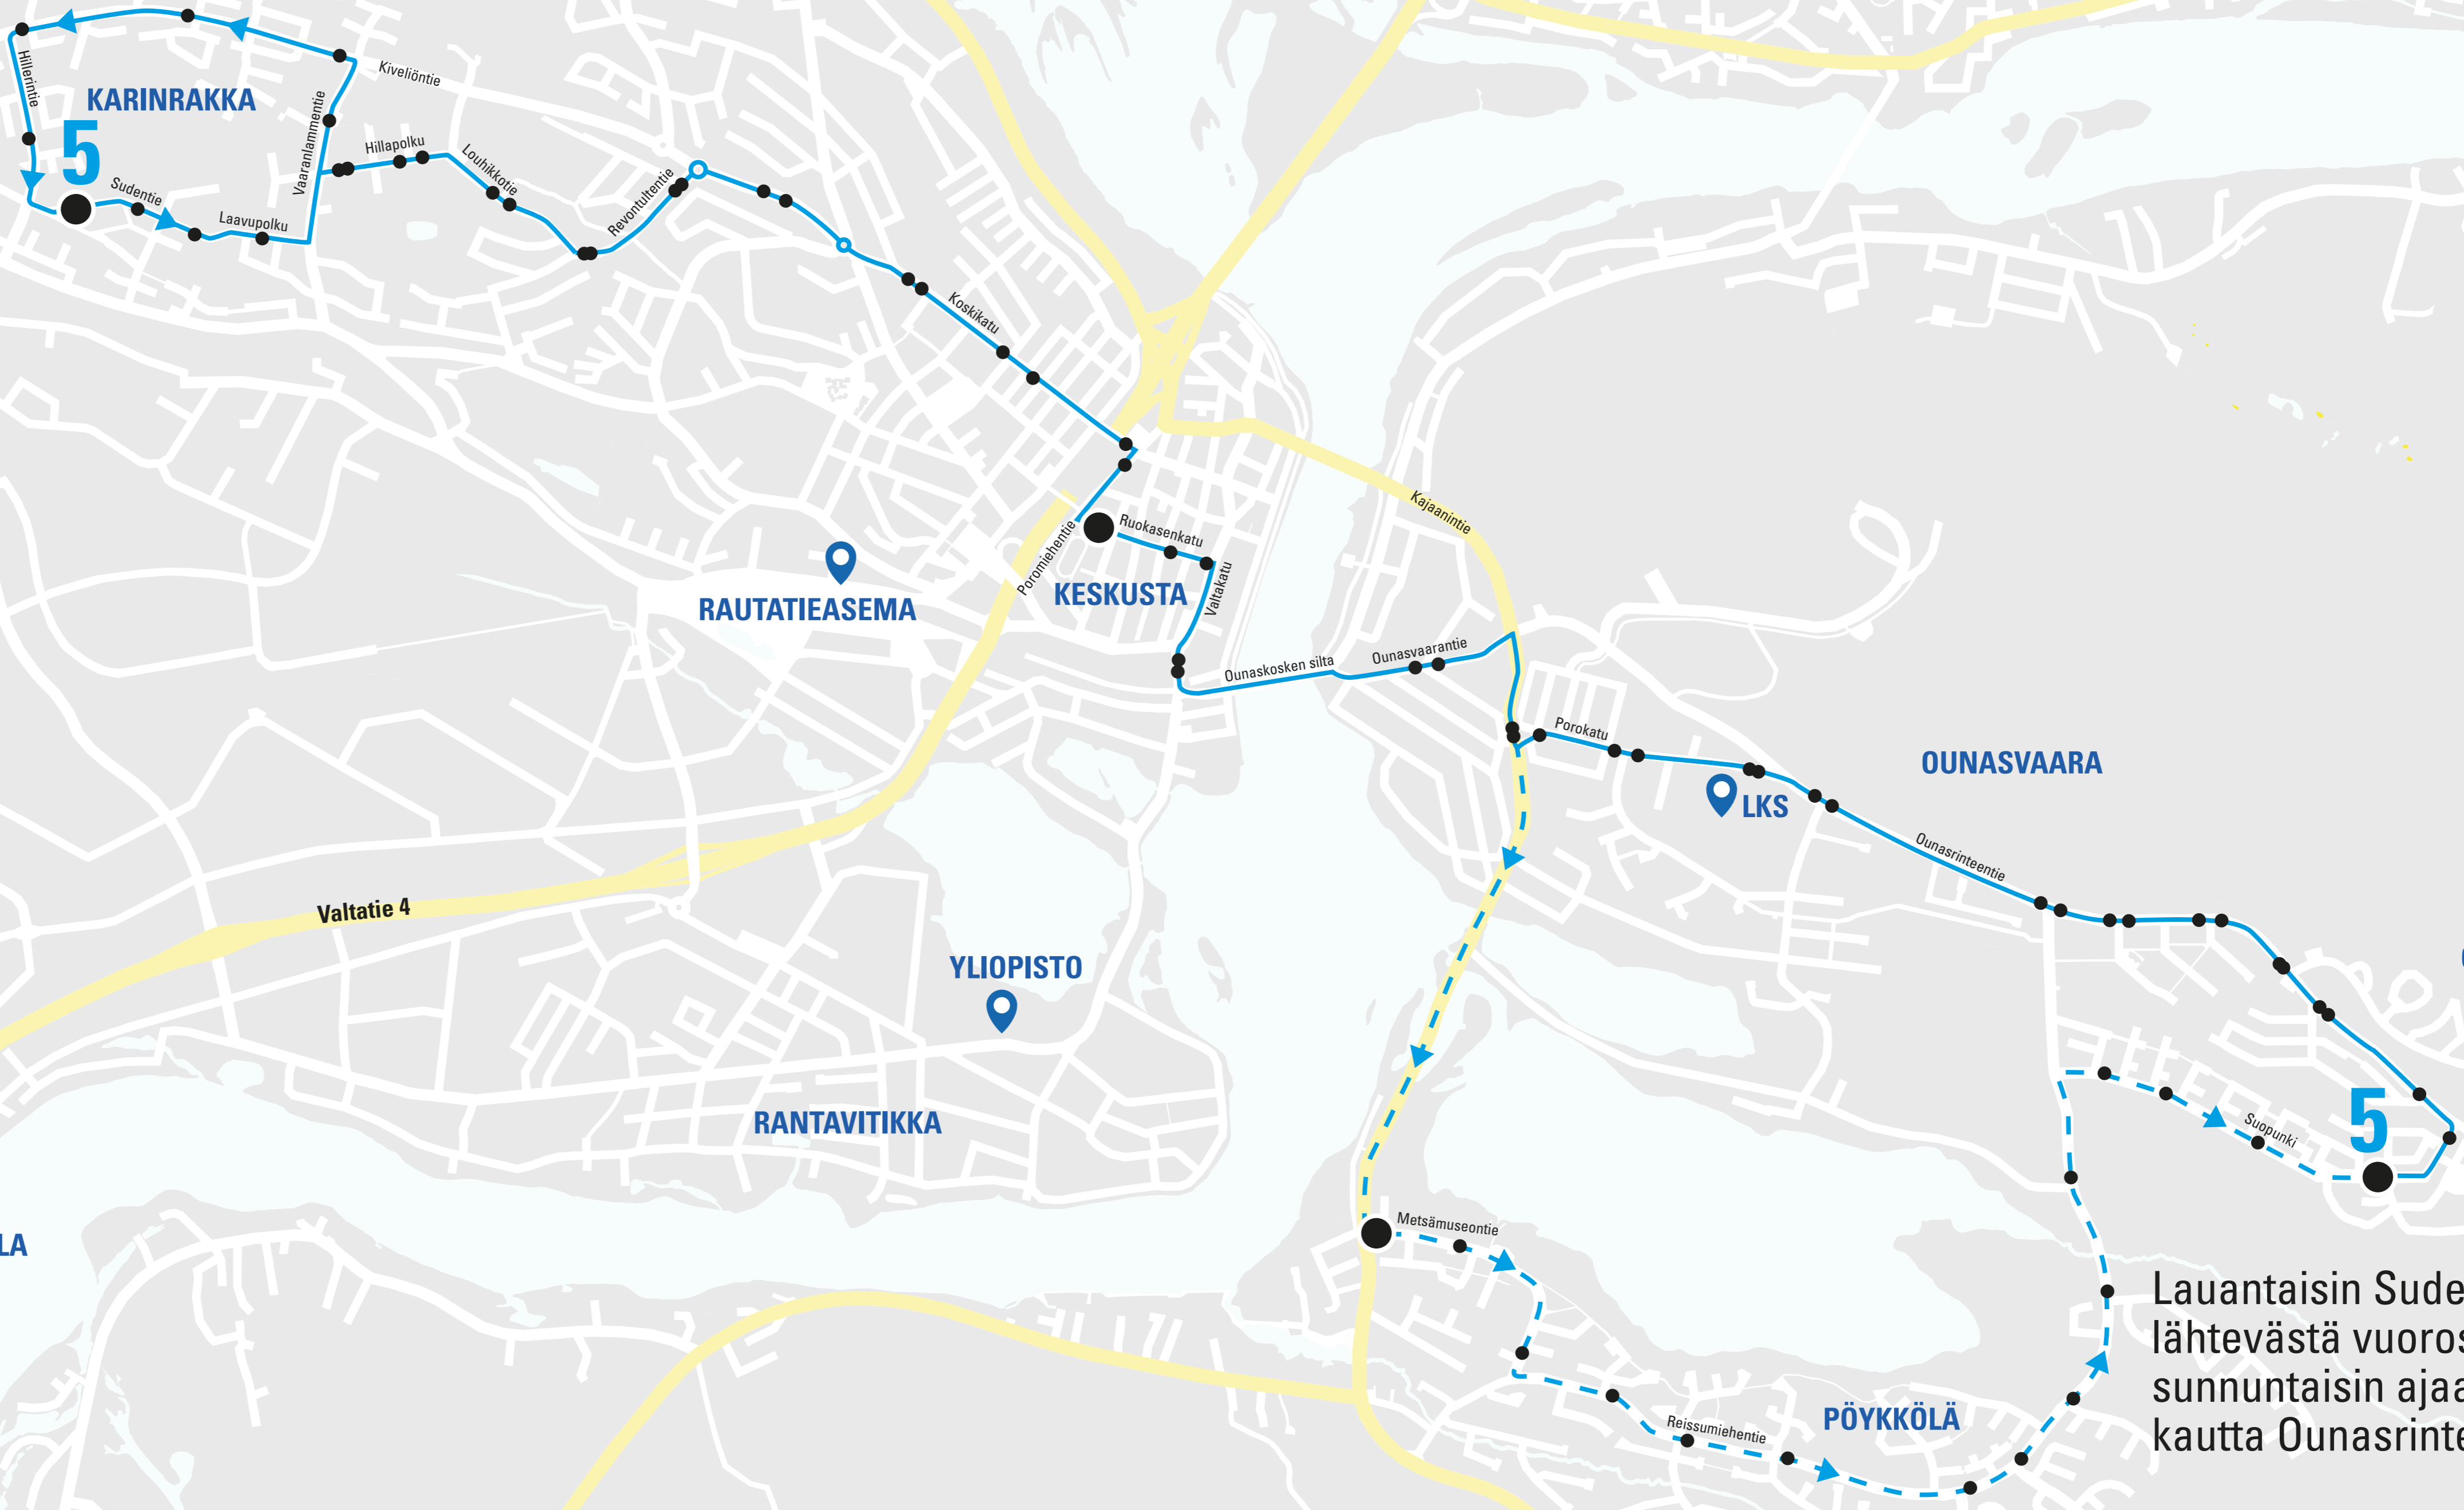 Hillerintie
KARINRAKKA
5
Kiveliöntie
Vaaranlammentie
Hillapolku
Louhikkotie
Sudentie
Laavupolku
Revontultentie
Koskikatu
Poromiehentie
Ruokasenkatu
KESKUSTA
Valtakatu
RAUTATIEASEMA
Kajaanintie
Ounaskosken silta
Ounasvaarantie
Porokatu
OUNASVAARA
LKS
Ounasrinteentie
Valtatie 4
YLIOPISTO
RANTAVITIKKA
5
Suopunki
LA
Metsämuseontie
Reissumiehentie
PÖYKKÖLÄ
Lauantaisin Sude
lähtevästä vuoros
sunnuntaisin ajaa
kautta Ounasrinte